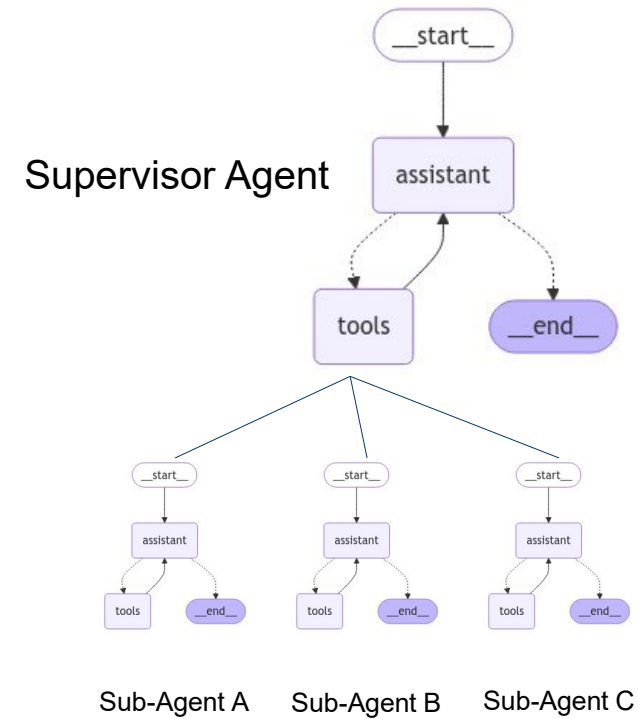 __start__
Supervisor Agent
assistant
tools
__end__
__start__
__start__
__start__
assistant
assistant
assistant
tools
__end__
tools
__end__
tools
__end__
Sub-Agent A
Sub-Agent B
Sub-Agent C